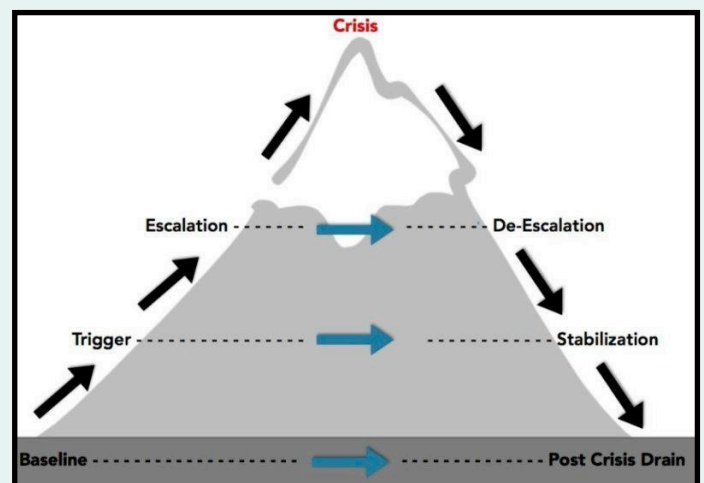 Crisis
Escalation De-Escalation
Trigger Stabilization
Baseline Post Crisis Drain